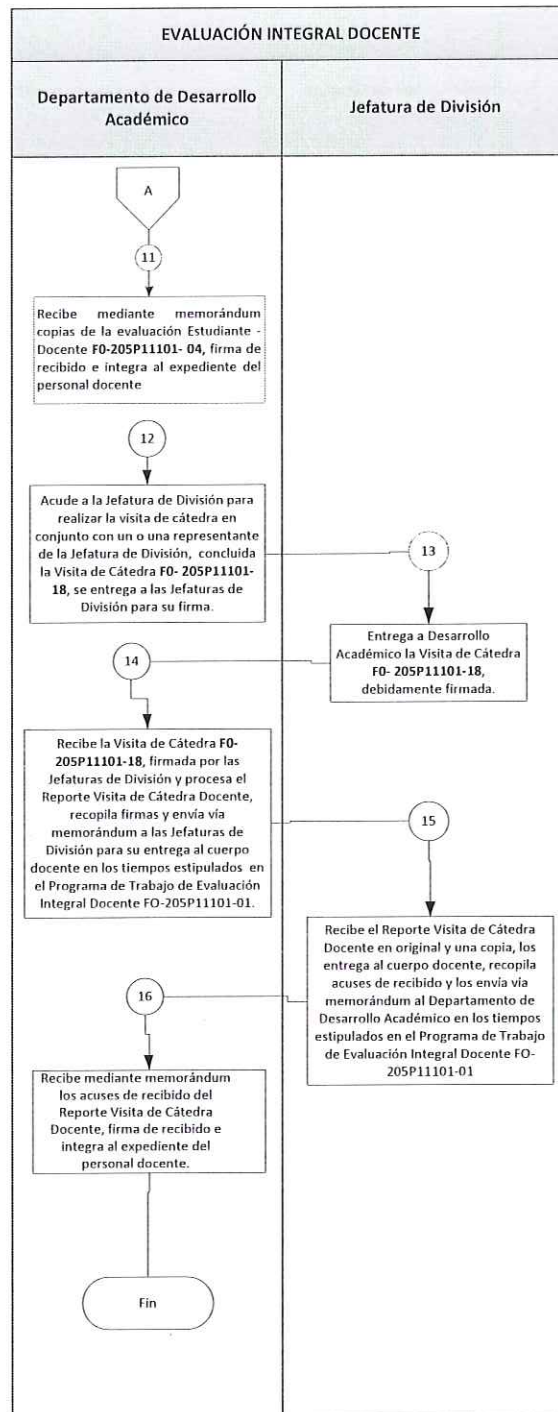 EVALUACIÓN INTEGRAL DOCENTE
Departamento de Desarrollo
Académico
Jefatura de División
A
11
Recibe mediante memorándum
copias de la evaluación Estudiante -
Docente F0-205P11101- 04, firma de
recibido e integra al expediente del
personal docente
12
Acude a la Jefatura de División para
realizar la visita de cátedra en
conjunto con un o una representante
de la Jefatura de División, concluida
la Visita de Cátedra F0- 205P11101-
18, se entrega a las Jefaturas de
División para su firma.
13
Entrega a Desarrollo
Académico la Visita de Cátedra
F0- 205P11101-18,
debidamente firmada.
14
Recibe la Visita de Cátedra F0-
205P11101-18, firmada por las
Jefaturas de División y procesa el
Reporte Visita de Cátedra Docente,
recopila firmas y envía vía
memorándum a las Jefaturas de
División para su entrega al cuerpo
docente en los tiempos estipulados en
el Programa de Trabajo de Evaluación
Integral Docente FO-205P11101-01.
15
Recibe el Reporte Visita de Cátedra
Docente en original y una copia, los
entrega al cuerpo docente, recopila
acuses de recibido y los envía vía
memorándum al Departamento de
Desarrollo Académico en los tiempos
estipulados en el Programa de Trabajo
de Evaluación Integral Docente FO-
205P11101-01
16
Recibe mediante memorándum
los acuses de recibido del
Reporte Visita de Cátedra
Docente, firma de recibido e
integra al expediente del
personal docente.
Fin